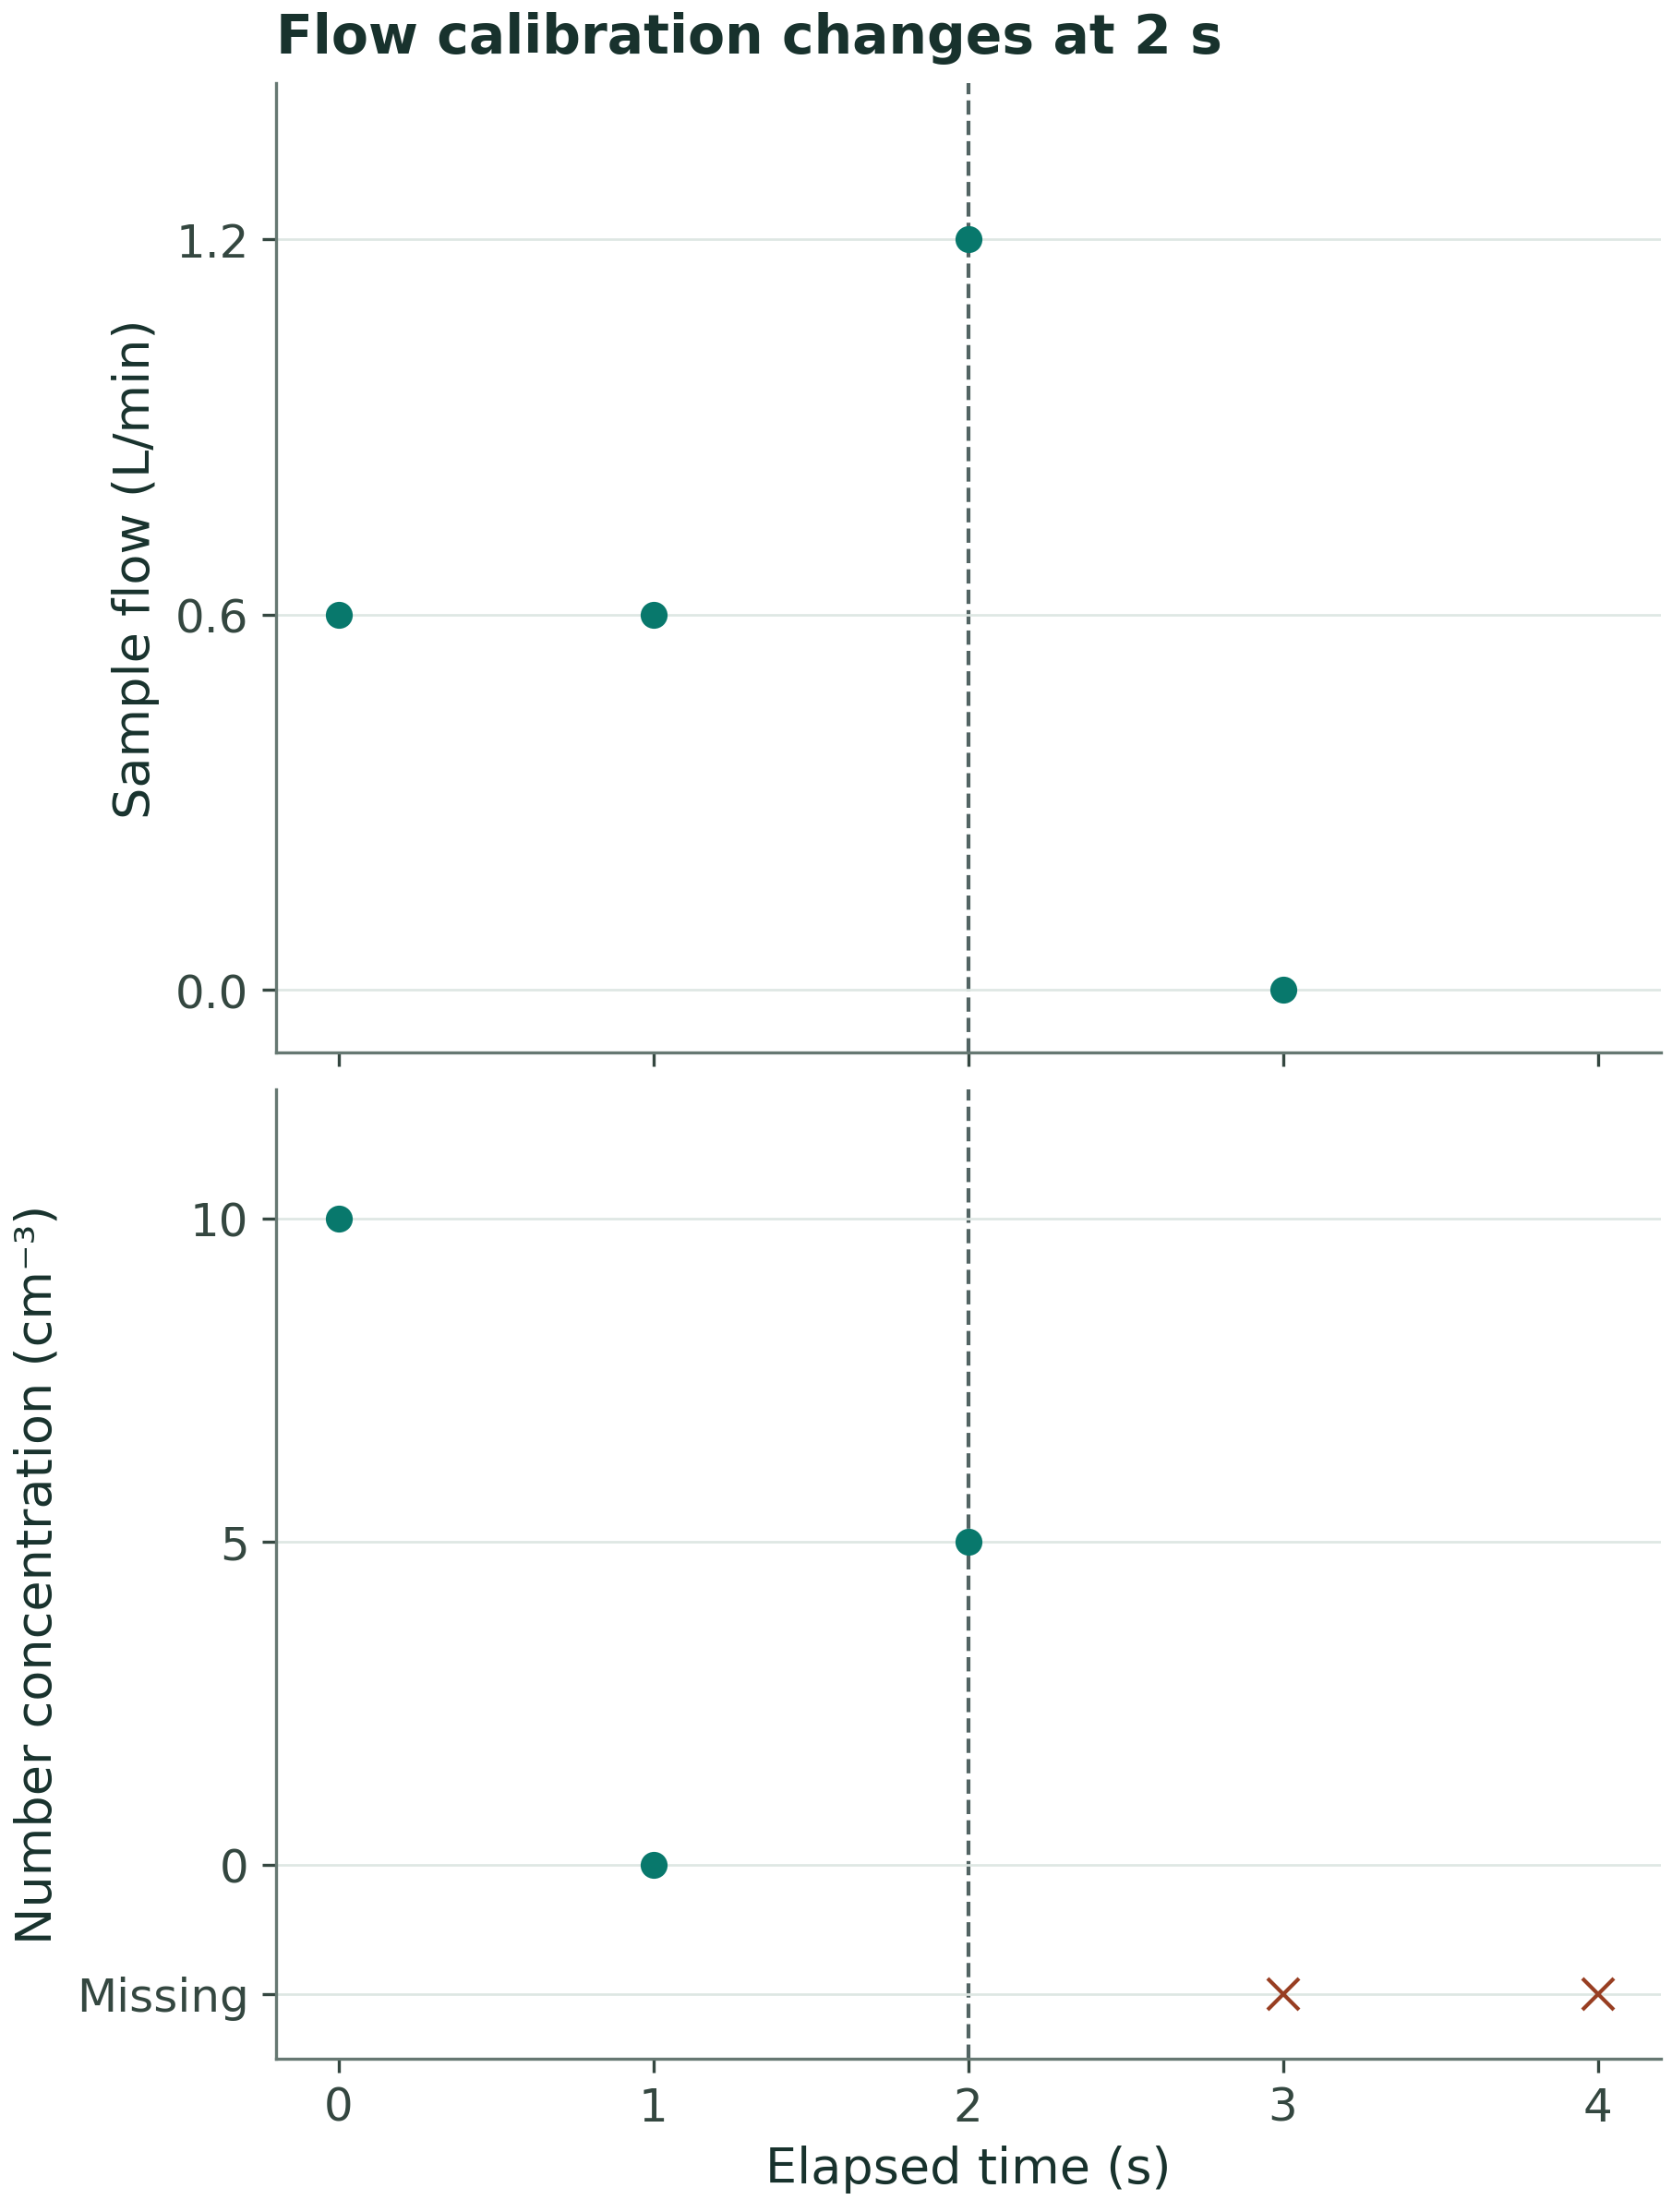 Flow calibration changes at 2 s
Sample flow (L/min)
1.2
0.6
0.0
Number concentration (cm⁻³)
10
5
0
Missing
0 1 2 3 4
Elapsed time (s)